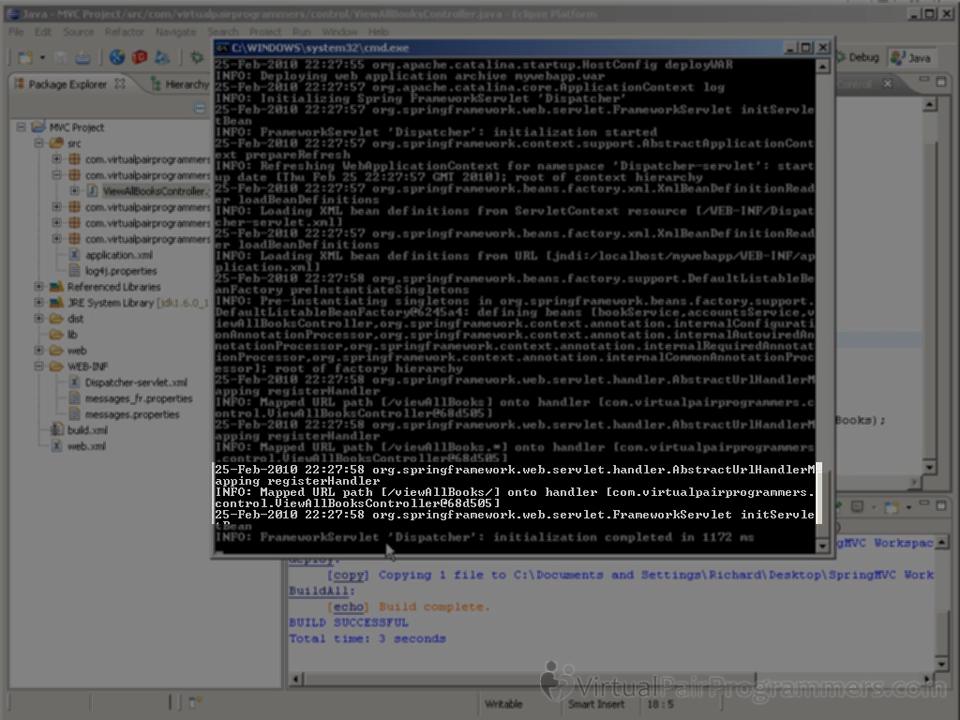 Java - MVC Project/src/com/virtualpairprogrammers/control/ViewAllBooksController.java - Eclipse Platform
File Edit Source Refactor Navigate Search Project Run Window Help
Debug Java
Package Explorer Hierarchy
MVC Project
src
com.virtualpairprogrammers
com.virtualpairprogrammers
ViewAllBooksController.
com.virtualpairprogrammers
com.virtualpairprogrammers
com.virtualpairprogrammers
application.xml
log4j.properties
Referenced Libraries
JRE System Library [jdk1.6.0_1
dist
lib
web
WEB-INF
Dispatcher-servlet.xml
messages_fr.properties
messages.properties
build.xml
web.xml
C:\WINDOWS\system32\cmd.exe
25-Feb-2010 22:27:55 org.apache.catalina.startup.HostConfig deployWAR
INFO: Deploying web application archive mywebapp.war
25-Feb-2010 22:27:57 org.apache.catalina.core.ApplicationContext log
INFO: Initializing Spring FrameworkServlet 'Dispatcher'
25-Feb-2010 22:27:57 org.springframework.web.servlet.FrameworkServlet initServle
tBean
INFO: FrameworkServlet 'Dispatcher': initialization started
25-Feb-2010 22:27:57 org.springframework.context.support.AbstractApplicationCont
ext prepareRefresh
INFO: Refreshing WebApplicationContext for namespace 'Dispatcher-servlet': start
up date [Thu Feb 25 22:27:57 GMT 2010]; root of context hierarchy
25-Feb-2010 22:27:57 org.springframework.beans.factory.xml.XmlBeanDefinitionRead
er loadBeanDefinitions
INFO: Loading XML bean definitions from ServletContext resource [/WEB-INF/Dispat
cher-servlet.xml]
25-Feb-2010 22:27:57 org.springframework.beans.factory.xml.XmlBeanDefinitionRead
er loadBeanDefinitions
INFO: Loading XML bean definitions from URL [jndi:/localhost/mywebapp/WEB-INF/ap
plication.xml]
25-Feb-2010 22:27:58 org.springframework.beans.factory.support.DefaultListableBe
anFactory preInstantiateSingletons
INFO: Pre-instantiating singletons in org.springframework.beans.factory.support.
DefaultListableBeanFactory@6245a4: defining beans [bookService,accountsService,v
iewAllBooksController,org.springframework.context.annotation.internalConfigurati
onAnnotationProcessor,org.springframework.context.annotation.internalAutowiredAn
notationProcessor,org.springframework.context.annotation.internalRequiredAnnotat
ionProcessor,org.springframework.context.annotation.internalCommonAnnotationProc
essor]; root of factory hierarchy
25-Feb-2010 22:27:58 org.springframework.web.servlet.handler.AbstractUrlHandlerM
apping registerHandler
INFO: Mapped URL path [/viewAllBooks] onto handler [com.virtualpairprogrammers.c
ontrol.ViewAllBooksController@68d505]
25-Feb-2010 22:27:58 org.springframework.web.servlet.handler.AbstractUrlHandlerM
apping registerHandler
INFO: Mapped URL path [/viewAllBooks.*] onto handler [com.virtualpairprogrammers
.control.ViewAllBooksController@68d505]
25-Feb-2010 22:27:58 org.springframework.web.servlet.handler.AbstractUrlHandlerM
apping registerHandler
INFO: Mapped URL path [/viewAllBooks/] onto handler [com.virtualpairprogrammers.
control.ViewAllBooksController@68d505]
25-Feb-2010 22:27:58 org.springframework.web.servlet.FrameworkServlet initServle
tBean
INFO: FrameworkServlet 'Dispatcher': initialization completed in 1172 ms
Books);
gMVC Workspac
deploy:
[copy] Copying 1 file to C:\Documents and Settings\Richard\Desktop\SpringMVC Work
BuildAll:
[echo] Build complete.
BUILD SUCCESSFUL
Total time: 3 seconds
VirtualPairProgrammers.com
Writable Smart Insert 18 : 5